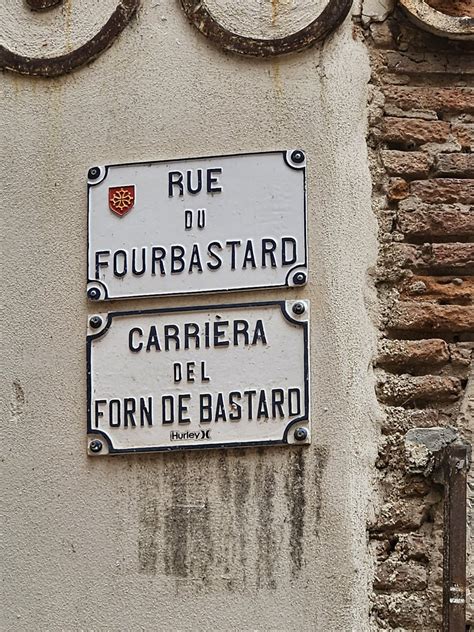 RUE
DU
FOURBASTARD
CARRIÈRA
DEL
FORN DE BASTARD
Hurley